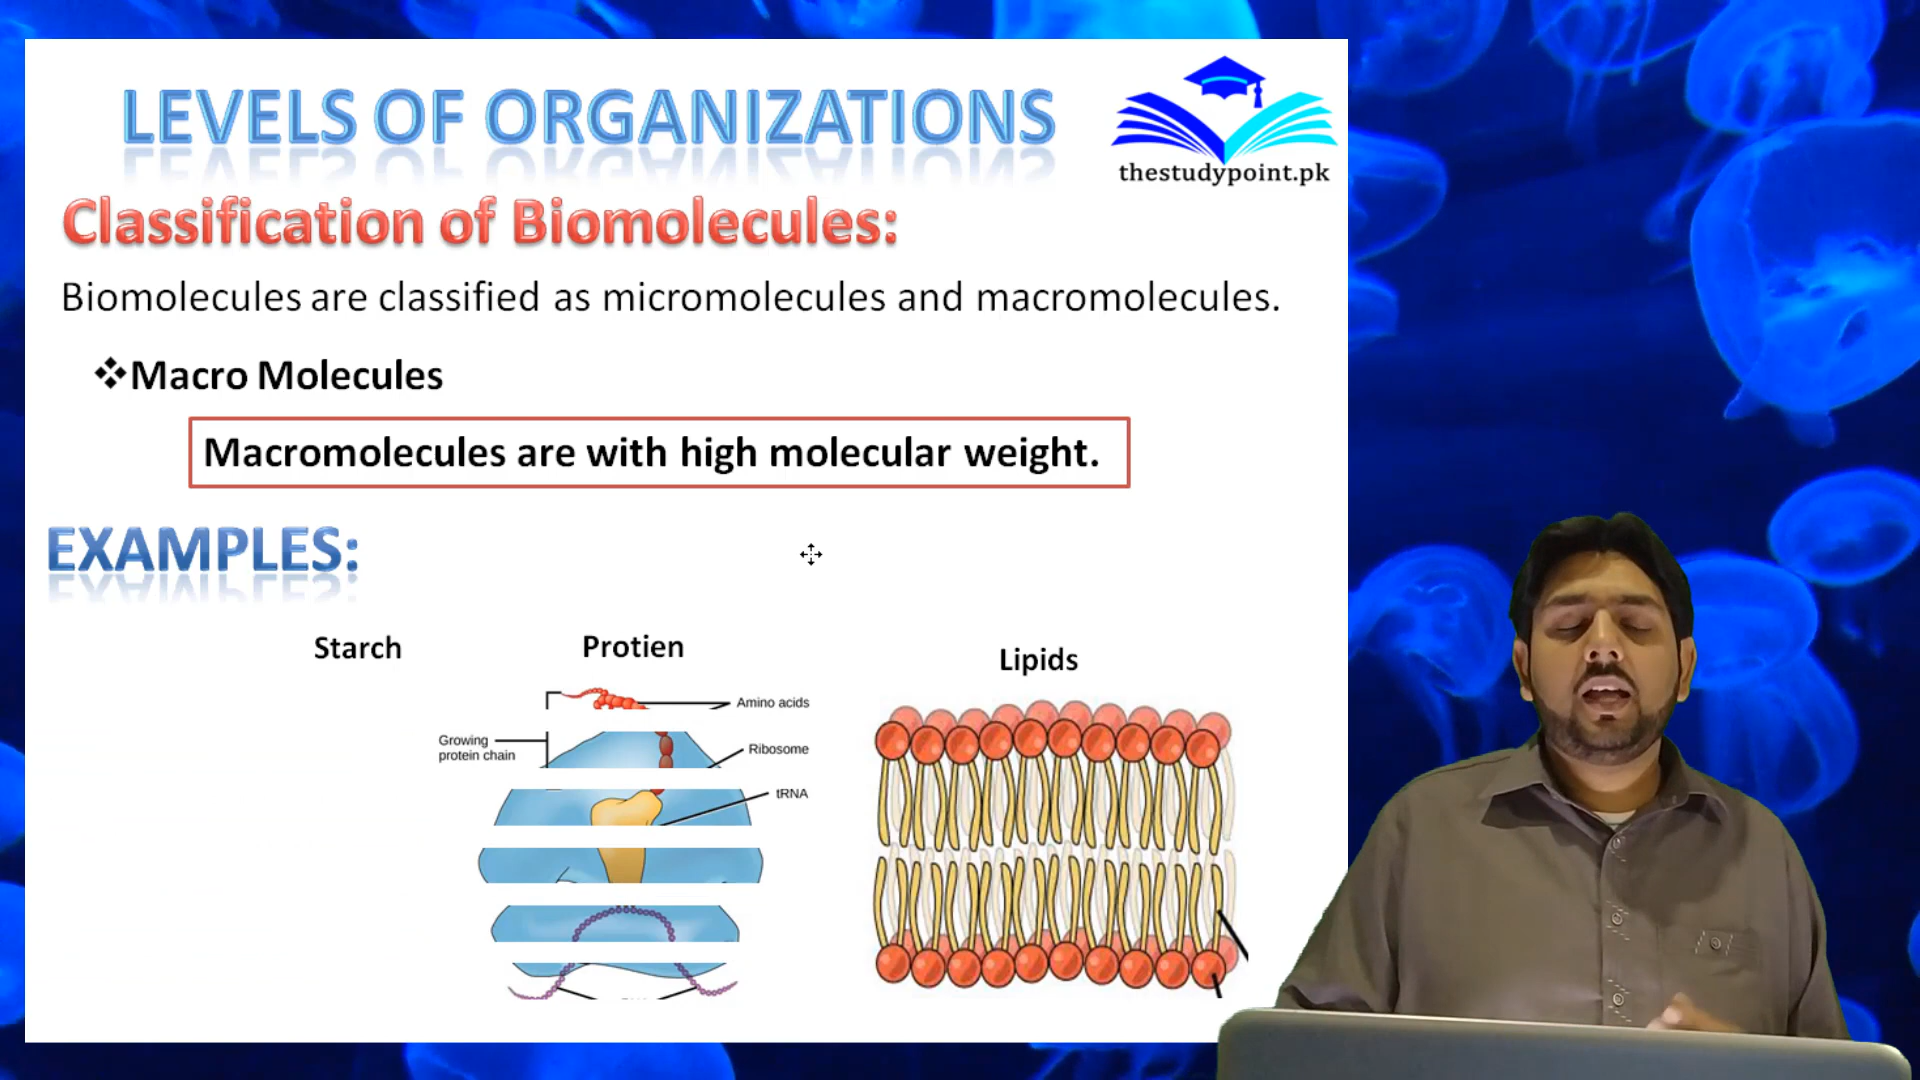 LEVELS OF ORGANIZATIONS
thestudypoint.pk
Classification of Biomolecules:
Biomolecules are classified as micromolecules and macromolecules.
❖Macro Molecules
Macromolecules are with high molecular weight.
EXAMPLES:
Starch
Protien
Lipids
Amino acids
Growing
protein chain
Ribosome
tRNA